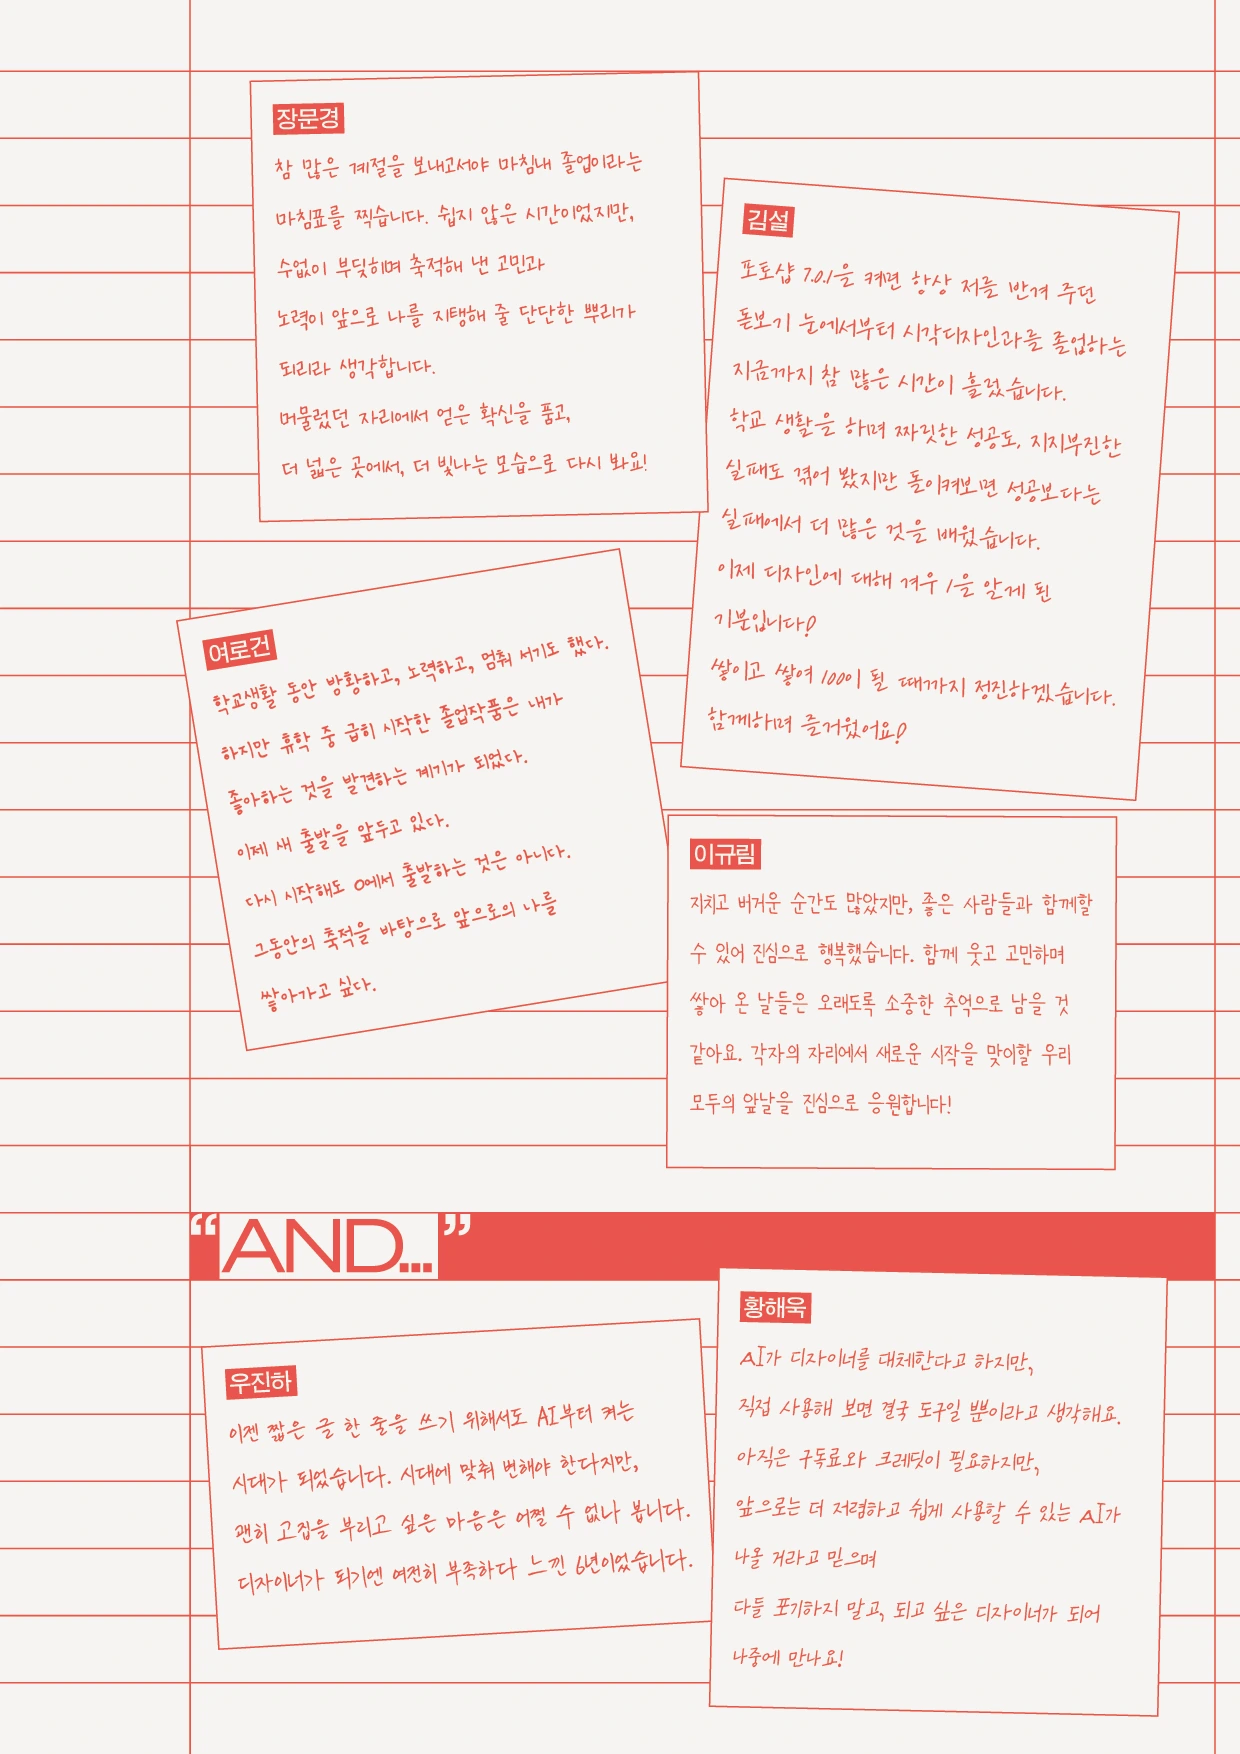 장문경
참 많은 계절을 보내고서야 마침내 졸업이라는
마침표를 찍습니다. 쉽지 않은 시간이었지만,
수없이 부딪히며 축적해 낸 고민과
노력이 앞으로 나를 지탱해 줄 단단한 뿌리가
되리라 생각합니다.
머물렀던 자리에서 얻은 확신을 품고,
더 넓은 곳에서, 더 빛나는 모습으로 다시 봐요!
김설
포토샵 7.0.1을 켜면 항상 저를 반겨 주던
돋보기 눈에서부터 시각디자인과를 졸업하는
지금까지 참 많은 시간이 흘렀습니다.
학교 생활을 하며 짜릿한 성공도, 지지부진한
실패도 겪어 봤지만 돌이켜보면 성공보다는
실패에서 더 많은 것을 배웠습니다.
이제 디자인에 대해 겨우 1을 알게 된
기분입니다!
쌓이고 쌓여 100이 될 때까지 정진하겠습니다.
함께하며 즐거웠어요!
여로건
학교생활 동안 방황하고, 노력하고, 멈춰 서기도 했다.
하지만 휴학 중 급히 시작한 졸업작품은 내가
좋아하는 것을 발견하는 계기가 되었다.
이제 새 출발을 앞두고 있다.
다시 시작해도 0에서 출발하는 것은 아니다.
그동안의 축적을 바탕으로 앞으로의 나를
쌓아가고 싶다.
이규림
지치고 버거운 순간도 많았지만, 좋은 사람들과 함께할
수 있어 진심으로 행복했습니다. 함께 웃고 고민하며
쌓아 온 날들은 오래도록 소중한 추억으로 남을 것
같아요. 각자의 자리에서 새로운 시작을 맞이할 우리
모두의 앞날을 진심으로 응원합니다!
“AND...”
우진하
이젠 짧은 글 한 줄을 쓰기 위해서도 AI부터 켜는
시대가 되었습니다. 시대에 맞춰 변해야 한다지만,
괜히 고집을 부리고 싶은 마음은 어쩔 수 없나 봅니다.
디자이너가 되기엔 여전히 부족하다 느낀 6년이었습니다.
황해욱
AI가 디자이너를 대체한다고 하지만,
직접 사용해 보면 결국 도구일 뿐이라고 생각해요.
아직은 구독료와 크레딧이 필요하지만,
앞으로는 더 저렴하고 쉽게 사용할 수 있는 AI가
나올 거라고 믿으며
다들 포기하지 말고, 되고 싶은 디자이너가 되어
나중에 만나요!